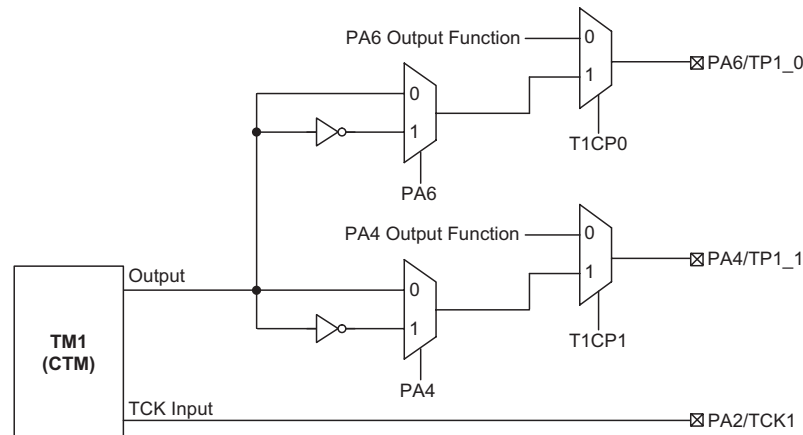 PA6 Output Function
0
1
PA6/TP1_0
0
1
T1CP0
PA6
PA4 Output Function
0
1
PA4/TP1_1
Output
0
1
T1CP1
TM1
(CTM)
PA4
TCK Input
PA2/TCK1